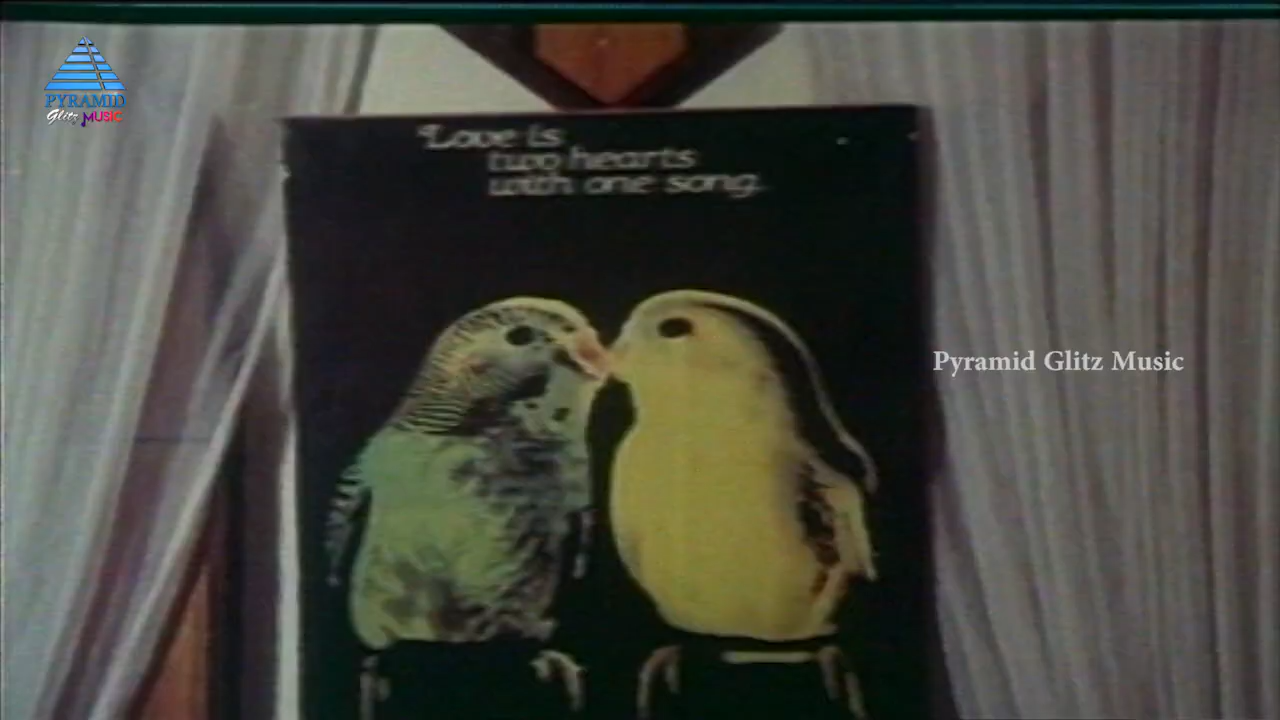 PYRAMID
Glitz MUSIC
Love is
two hearts
with one song.
Pyramid Glitz Music